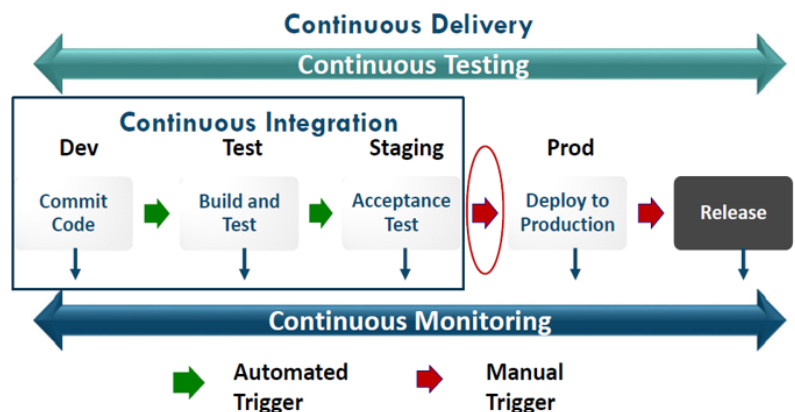 Continuous Delivery
Continuous Testing
Continuous Integration
Dev
Test
Staging
Prod
Commit
Code
Build and
Test
Acceptance
Test
Deploy to
Production
Release
Continuous Monitoring
Automated
Trigger
Manual
Trigger